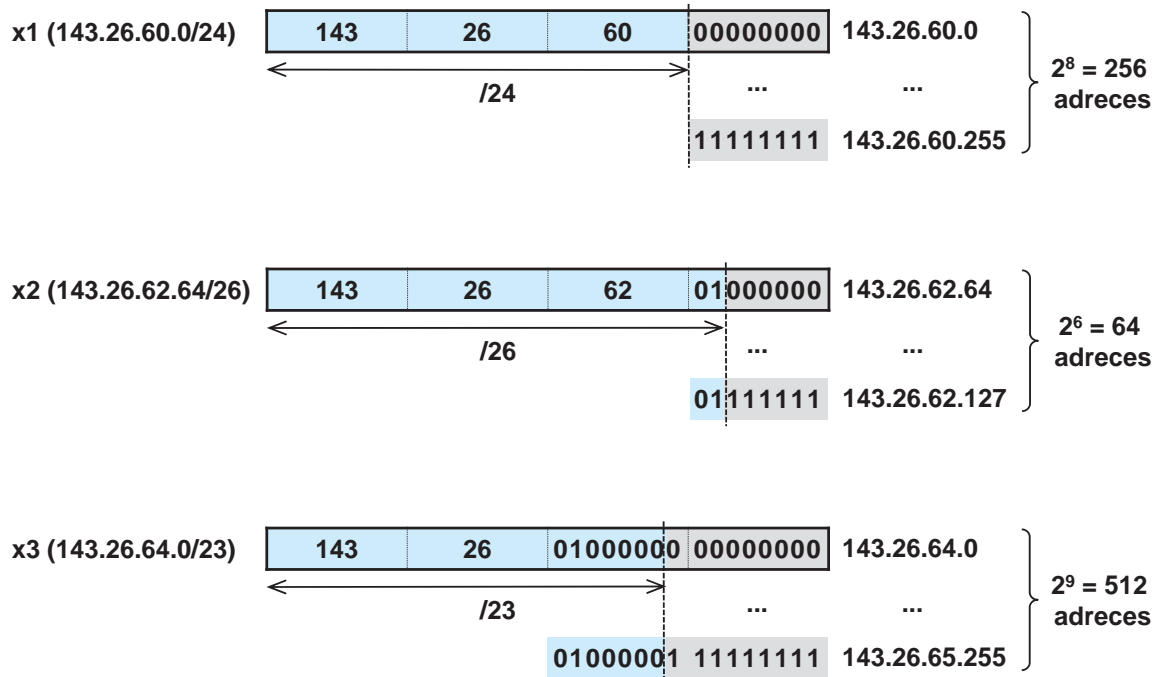 x1 (143.26.60.0/24) 143 26 60 00000000 143.26.60.0
/24 ... ... 2⁸ = 256 adreces
11111111 143.26.60.255
x2 (143.26.62.64/26) 143 26 62 01000000 143.26.62.64
/26 ... ... 2⁶ = 64 adreces
01111111 143.26.62.127
x3 (143.26.64.0/23) 143 26 01000000 00000000 143.26.64.0
/23 ... ... 2⁹ = 512 adreces
01000001 11111111 143.26.65.255